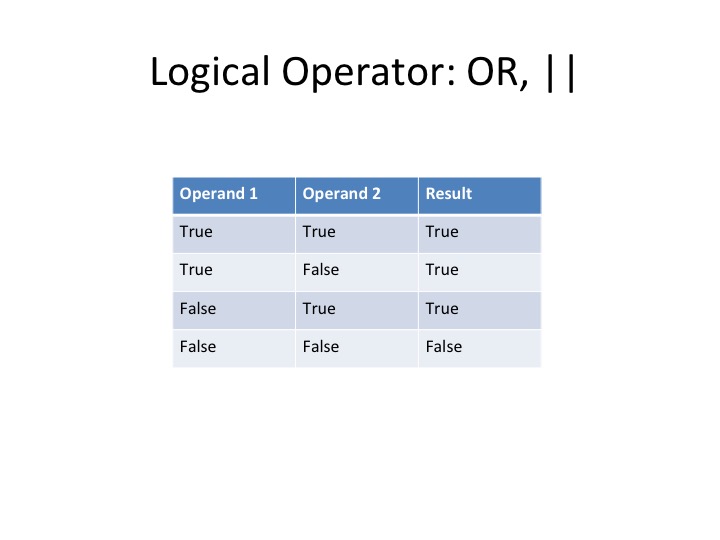 Logical Operator: OR, ||
Operand 1 Operand 2 Result
True True True
True False True
False True True
False False False